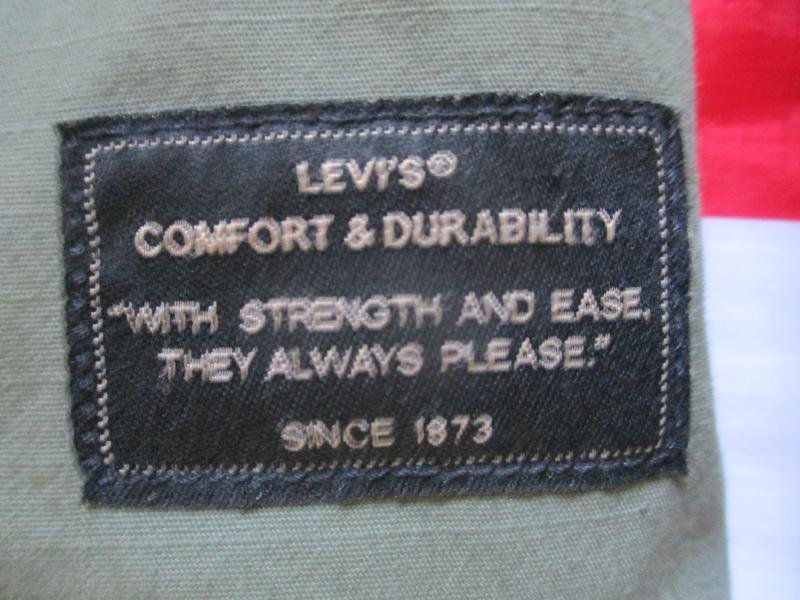 LEVI'S®
COMFORT & DURABILITY
"WITH STRENGTH AND EASE,
THEY ALWAYS PLEASE."
SINCE 1873